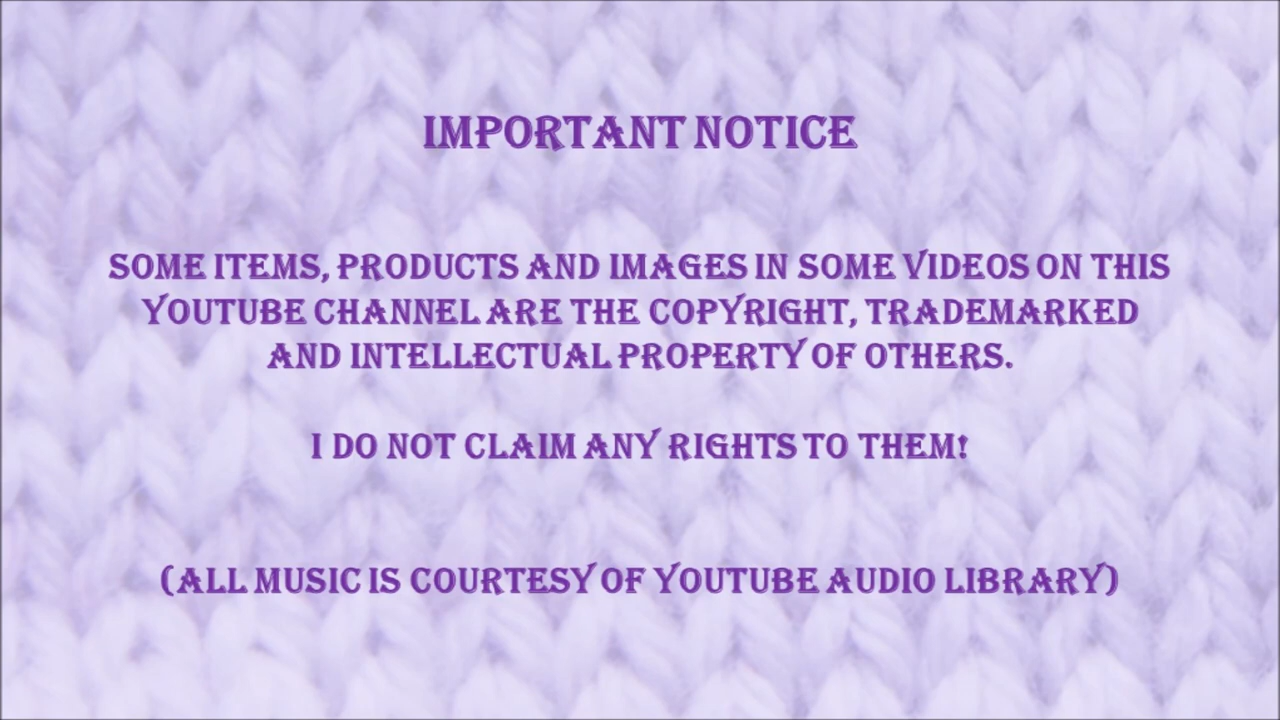 IMPORTANT NOTICE
SOME ITEMS, PRODUCTS AND IMAGES IN SOME VIDEOS ON THIS
YOUTUBE CHANNEL ARE THE COPYRIGHT, TRADEMARKED
AND INTELLECTUAL PROPERTY OF OTHERS.
I DO NOT CLAIM ANY RIGHTS TO THEM!
(ALL MUSIC IS COURTESY OF YOUTUBE AUDIO LIBRARY)